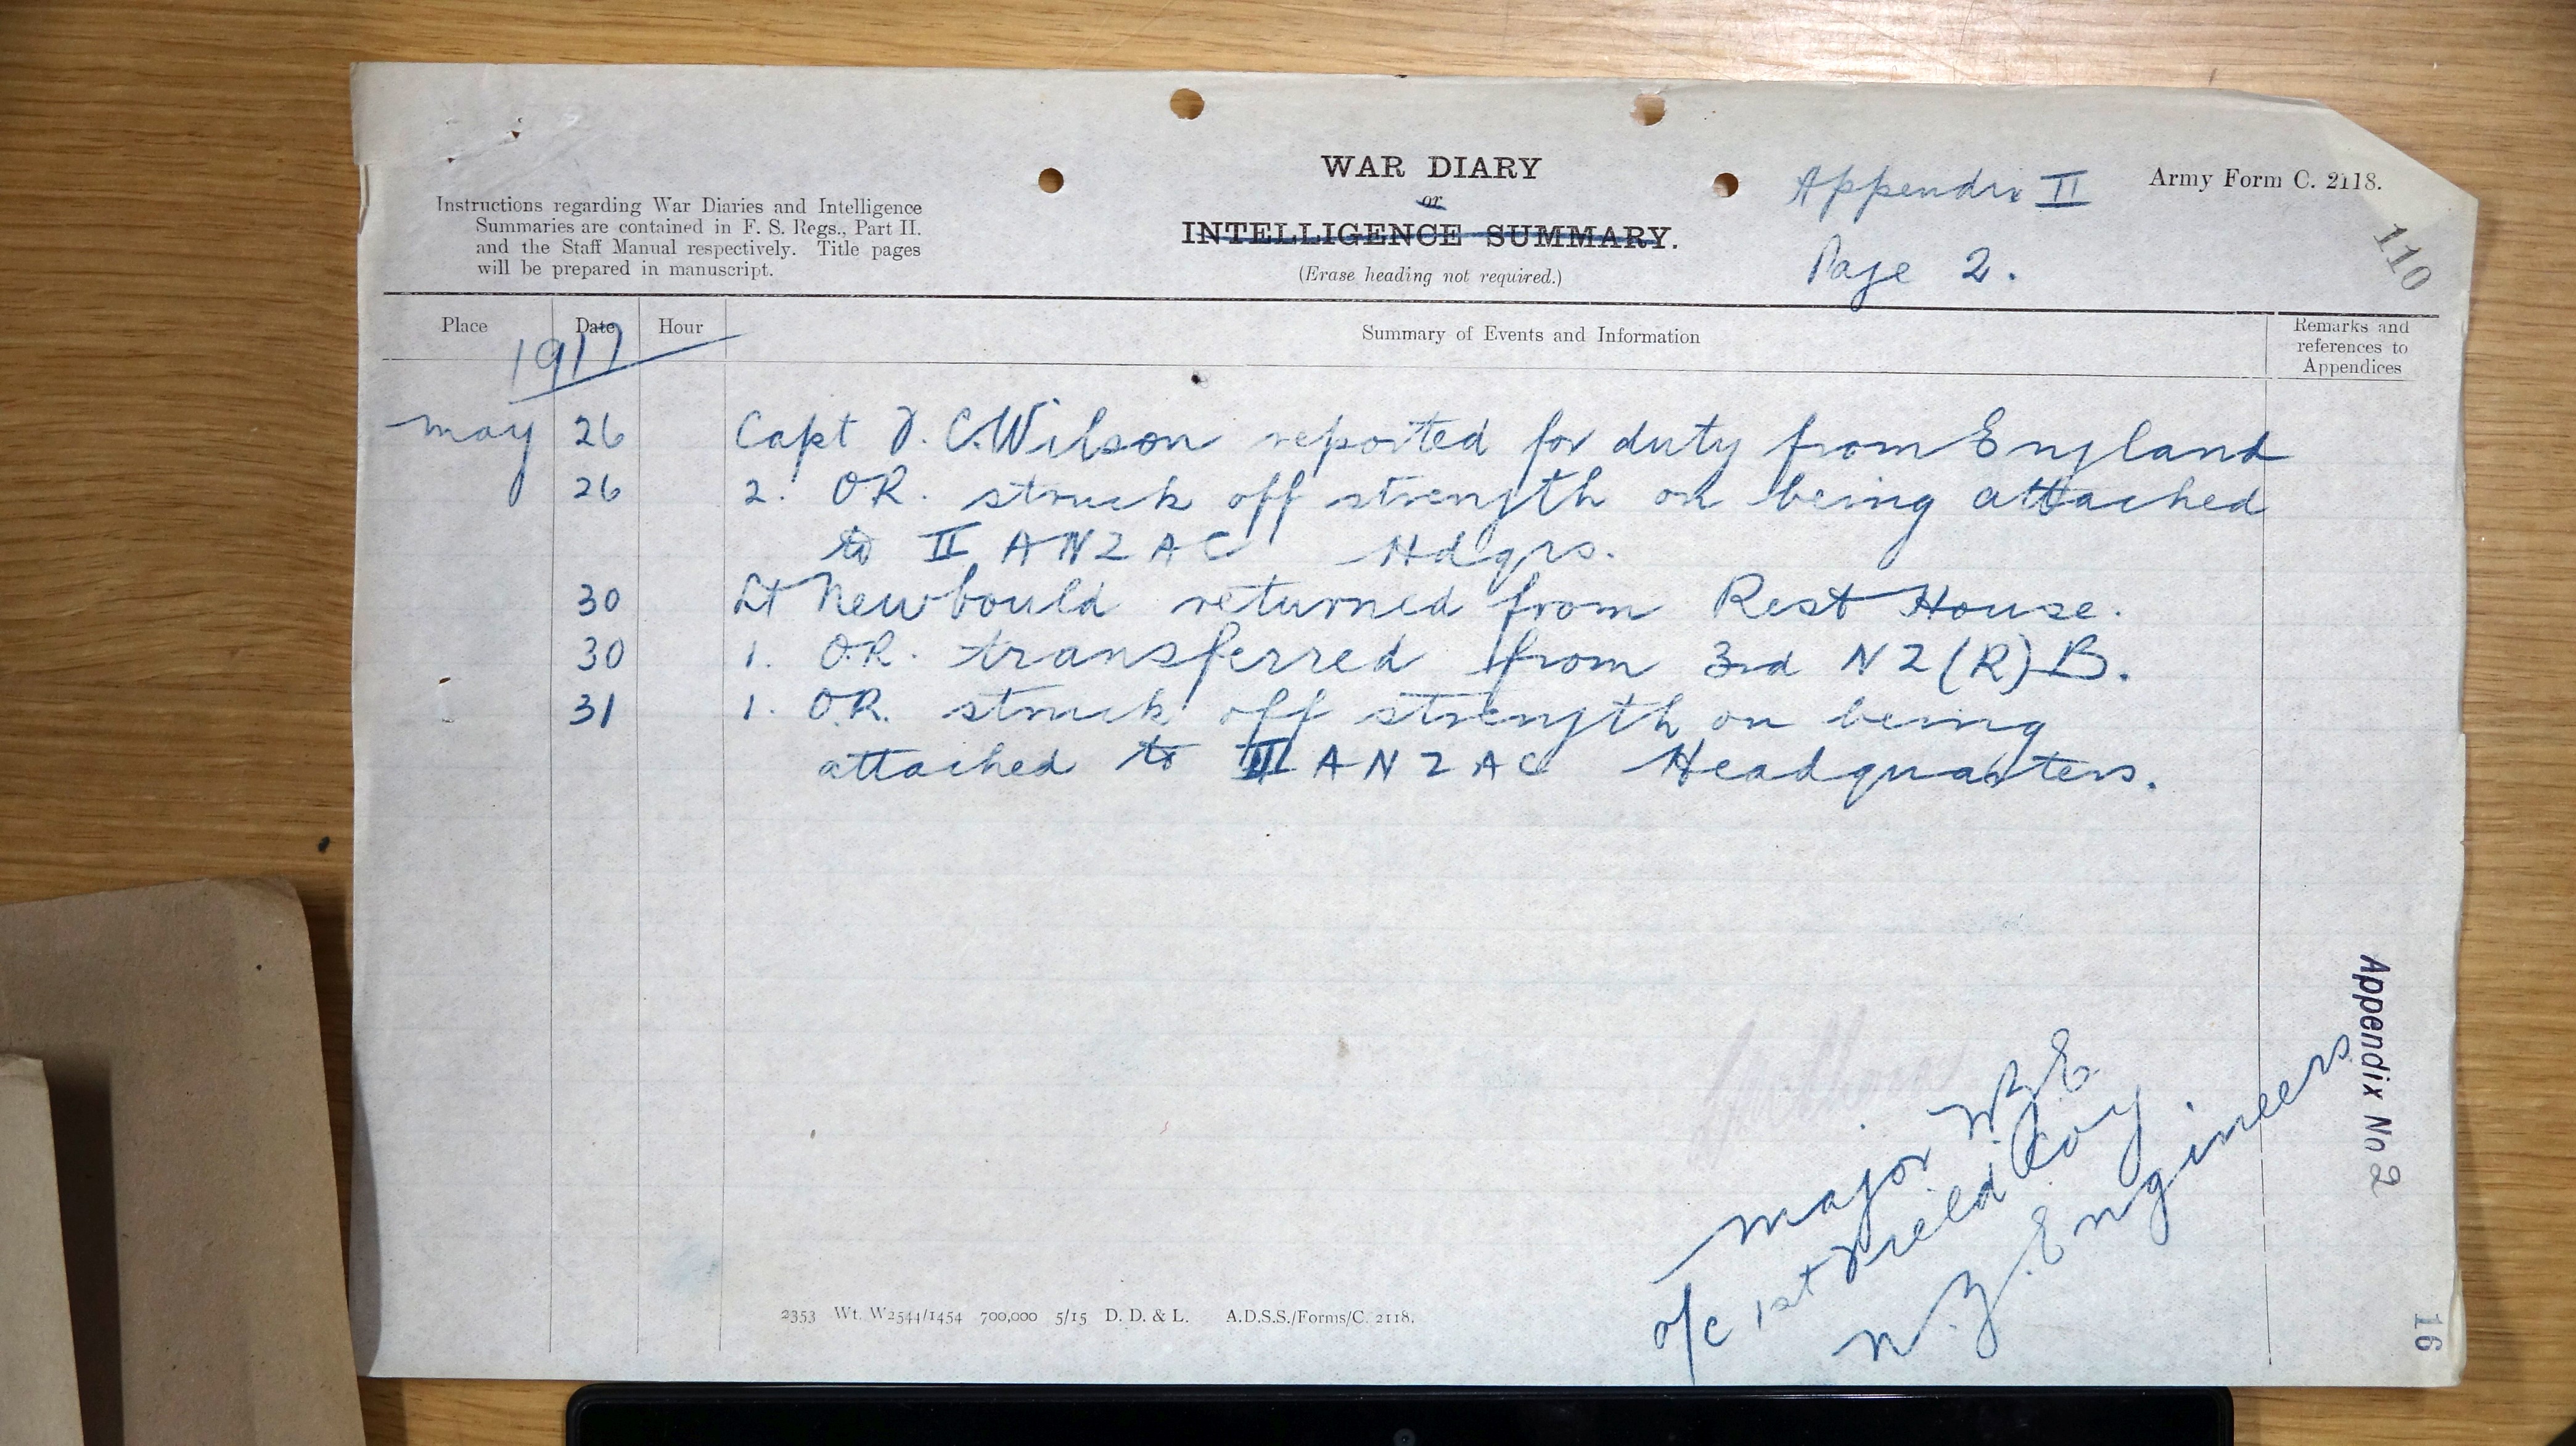 WAR DIARY
or
INTELLIGENCE SUMMARY.
(Erase heading not required.)
Instructions regarding War Diaries and Intelligence
Summaries are contained in F. S. Regs., Part II.
and the Staff Manual respectively. Title pages
will be prepared in manuscript.
Appendix II
Page 2.
Army Form C. 2118.
110
Place Date Hour Summary of Events and Information
Remarks and
references to
Appendices
1917
May 26 Capt F. C. Wilson reported for duty from England
26 2. O.R. struck off strength on being attached
to II ANZAC Hdqrs.
30 Lt Newbould returned from Rest House.
30 1. O.R. transferred from 3rd NZ(R)B.
31 1. O.R. struck off strength on being
attached to II ANZAC Headquarters.
Major N.Z.E
o/c 1st Field Coy
N.Z. Engineers
Appendix No 2
2353 Wt. W2544/1454 700,000 5/15 D. D. & L. A.D.S.S./Forms/C. 2118.
16